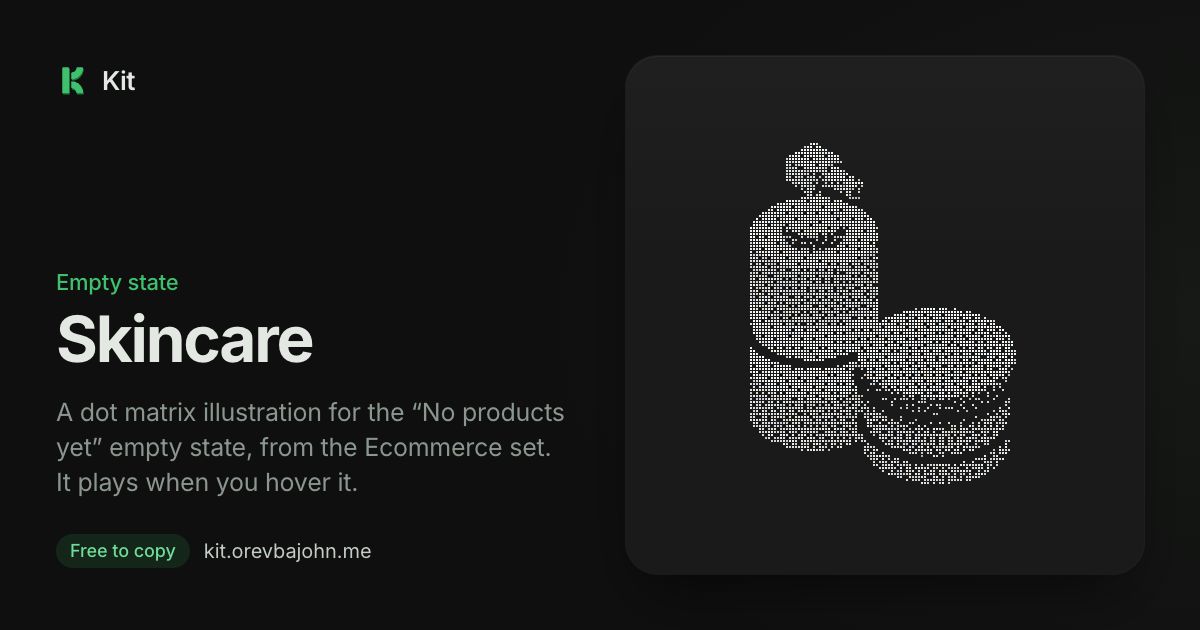 Kit
Empty state
Skincare
A dot matrix illustration for the “No products
yet” empty state, from the Ecommerce set.
It plays when you hover it.
Free to copy
kit.orevbajohn.me